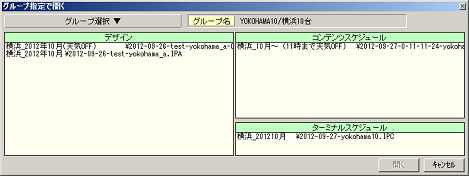 グループ指定で開く
グループ選択 ▼
グループ名
YOKOHAMA10/横浜10台
デザイン
横浜_2012年10月(天気OFF) ¥2012-09-26-test-yokohama_a-
横浜_2012年10月 ¥2012-09-26-test-yokohama_a.IPA
コンテンツスケジュール
横浜_10月～ (11時まで天気OFF) ¥2012-09-27-0-11-11-24-yokoha
ターミナルスケジュール
横浜_201210月 ¥2012-09-27-yokohama10.IPC
開く
キャンセル